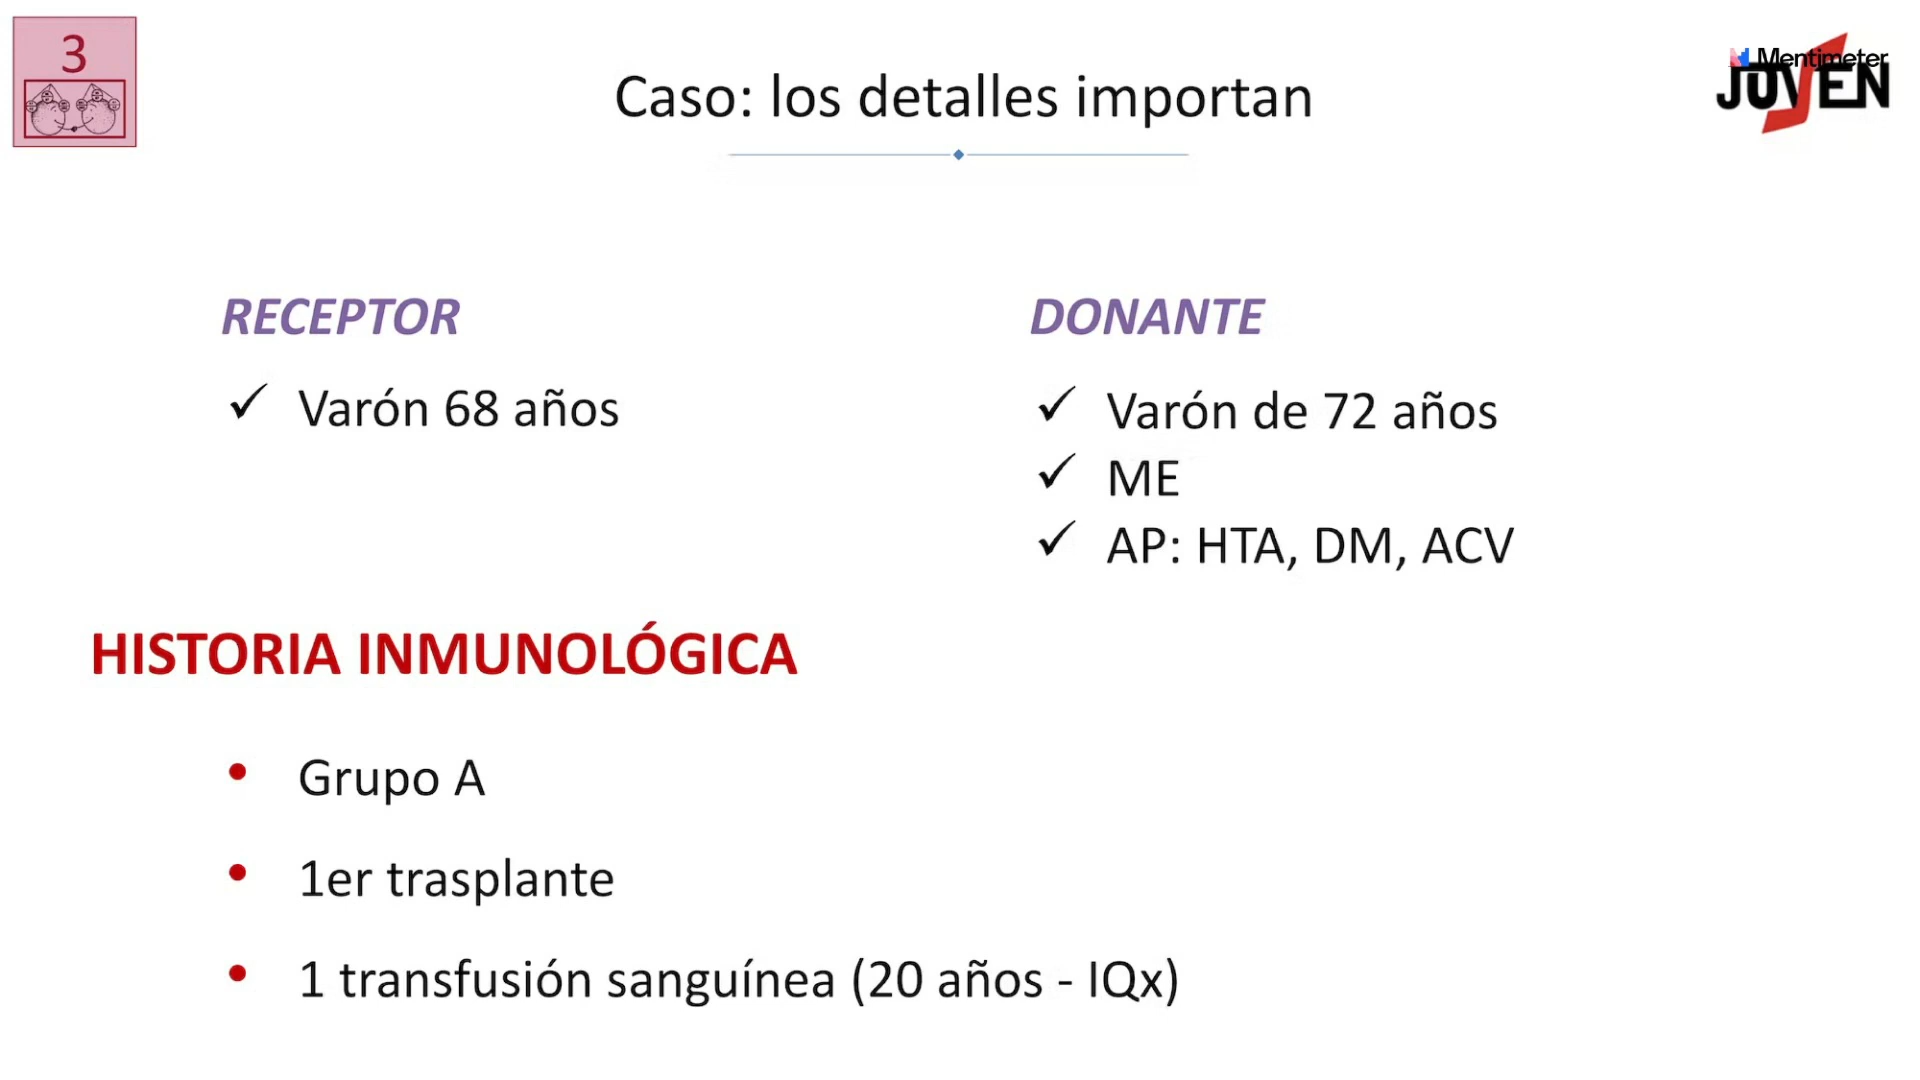 3
Caso: los detalles importan
Mentimeter
JOVEN
RECEPTOR
✓ Varón 68 años
DONANTE
✓ Varón de 72 años
✓ ME
✓ AP: HTA, DM, ACV
HISTORIA INMUNOLÓGICA
• Grupo A
• 1er trasplante
• 1 transfusión sanguínea (20 años - IQx)